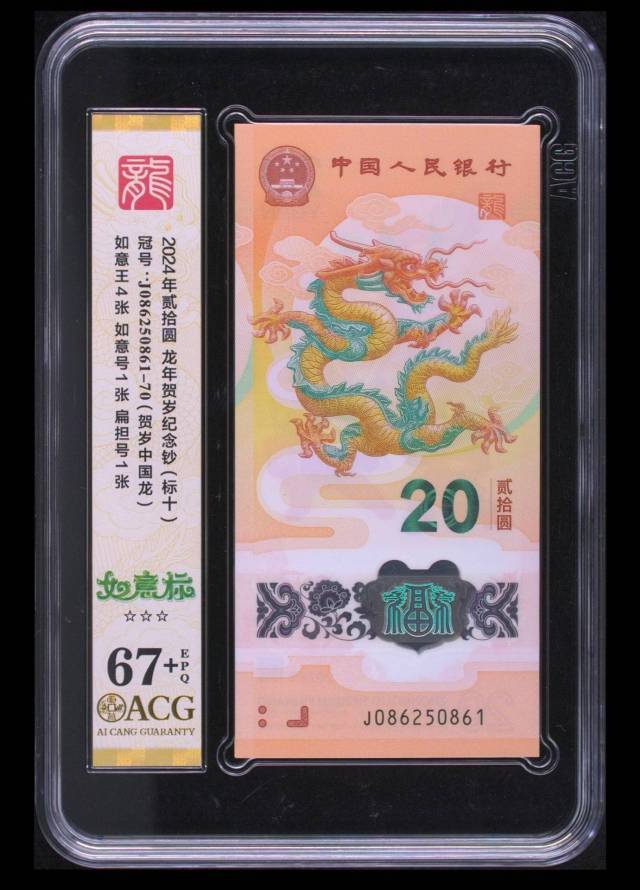 龍
2024年贰拾圆 龙年贺岁纪念钞（标十）
冠号：J086250861-70（贺岁中国龙）
如意王4张 如意号1张 扁担号1张
如意标
☆☆☆
67+EPQ
ACG
AI CANG GUARANTY
中国人民银行
龍
20
贰拾圆
福
J086250861
ACG